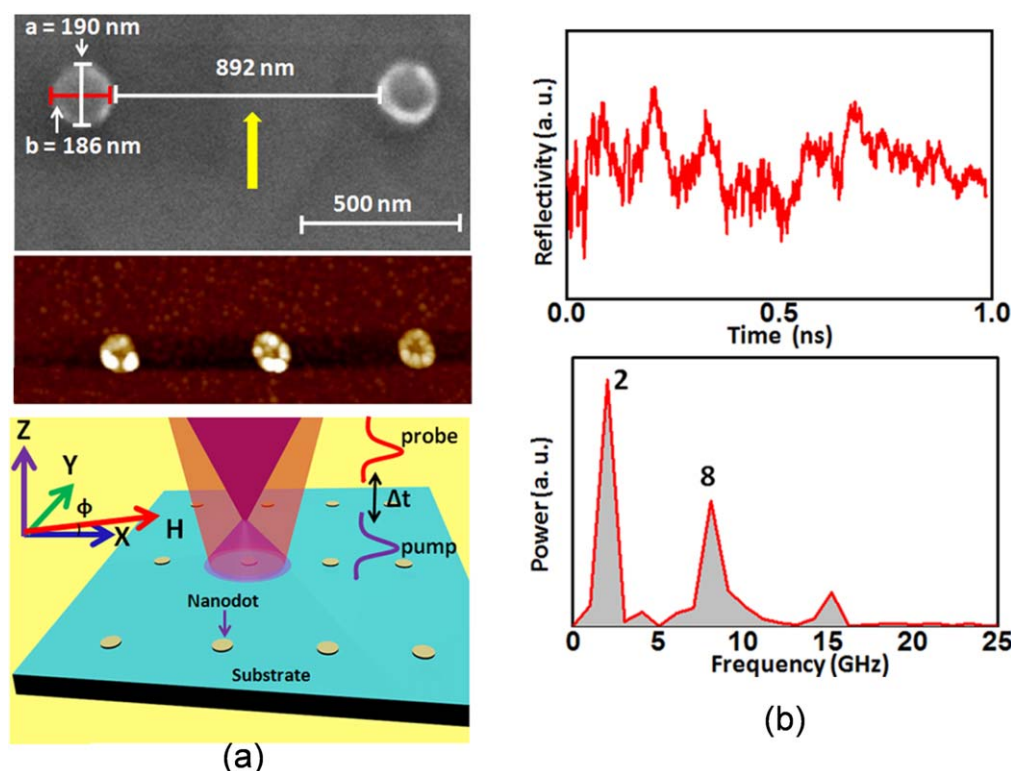 a = 190 nm
892 nm
b = 186 nm
500 nm
Z
Y
ϕ
X
H
probe
Δt
pump
Nanodot
Substrate
(a)
Reflectivity (a. u.)
0.0
0.5
1.0
Time (ns)
Power (a. u.)
2
8
0
5
10
15
20
25
Frequency (GHz)
(b)